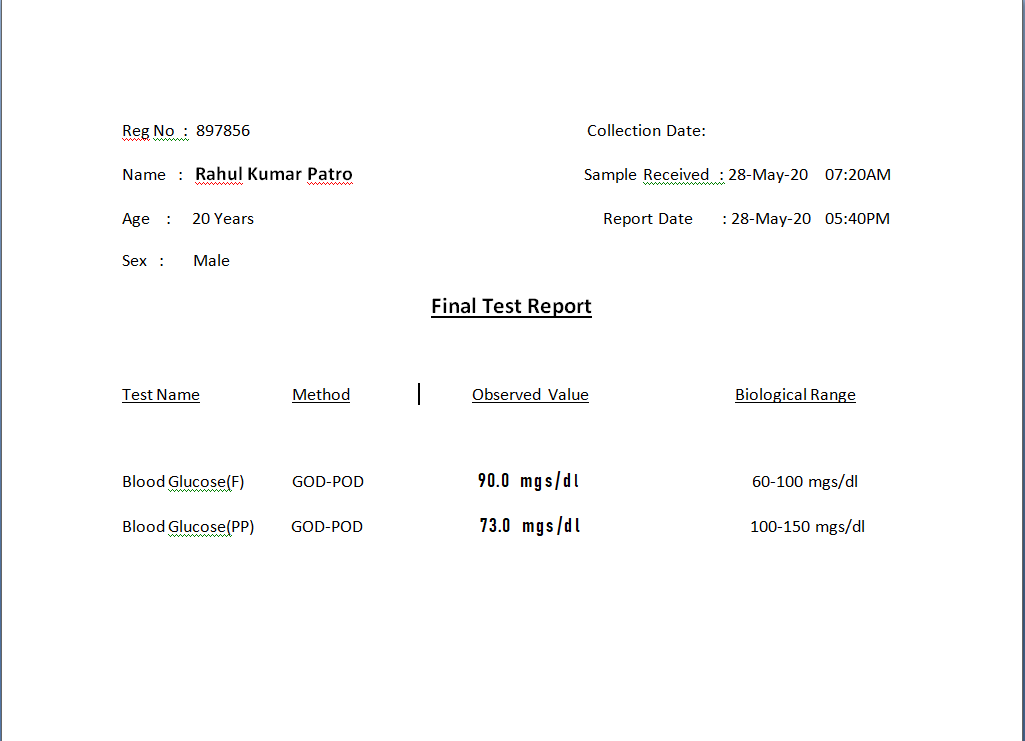 Reg No : 897856 Collection Date:
Name : Rahul Kumar Patro Sample Received : 28-May-20 07:20AM
Age : 20 Years Report Date : 28-May-20 05:40PM
Sex : Male
Final Test Report
Test Name Method Observed Value Biological Range
Blood Glucose(F) GOD-POD 90.0 mgs/dl 60-100 mgs/dl
Blood Glucose(PP) GOD-POD 73.0 mgs/dl 100-150 mgs/dl